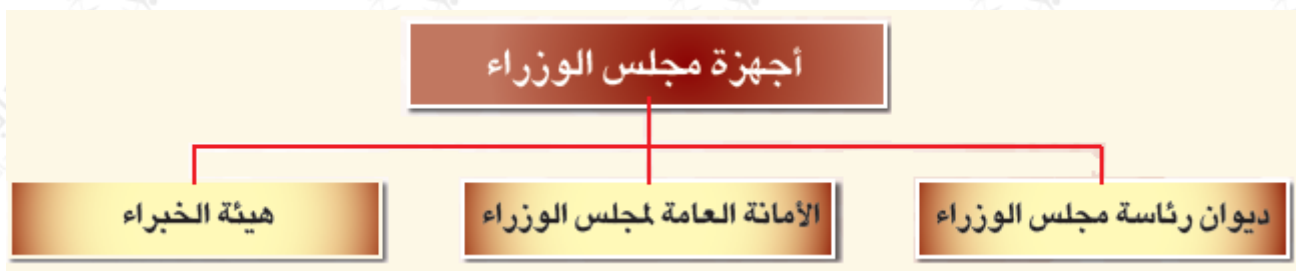 أجهزة مجلس الوزراء
ديوان رئاسة مجلس الوزراء
الأمانة العامة لمجلس الوزراء
هيئة الخبراء